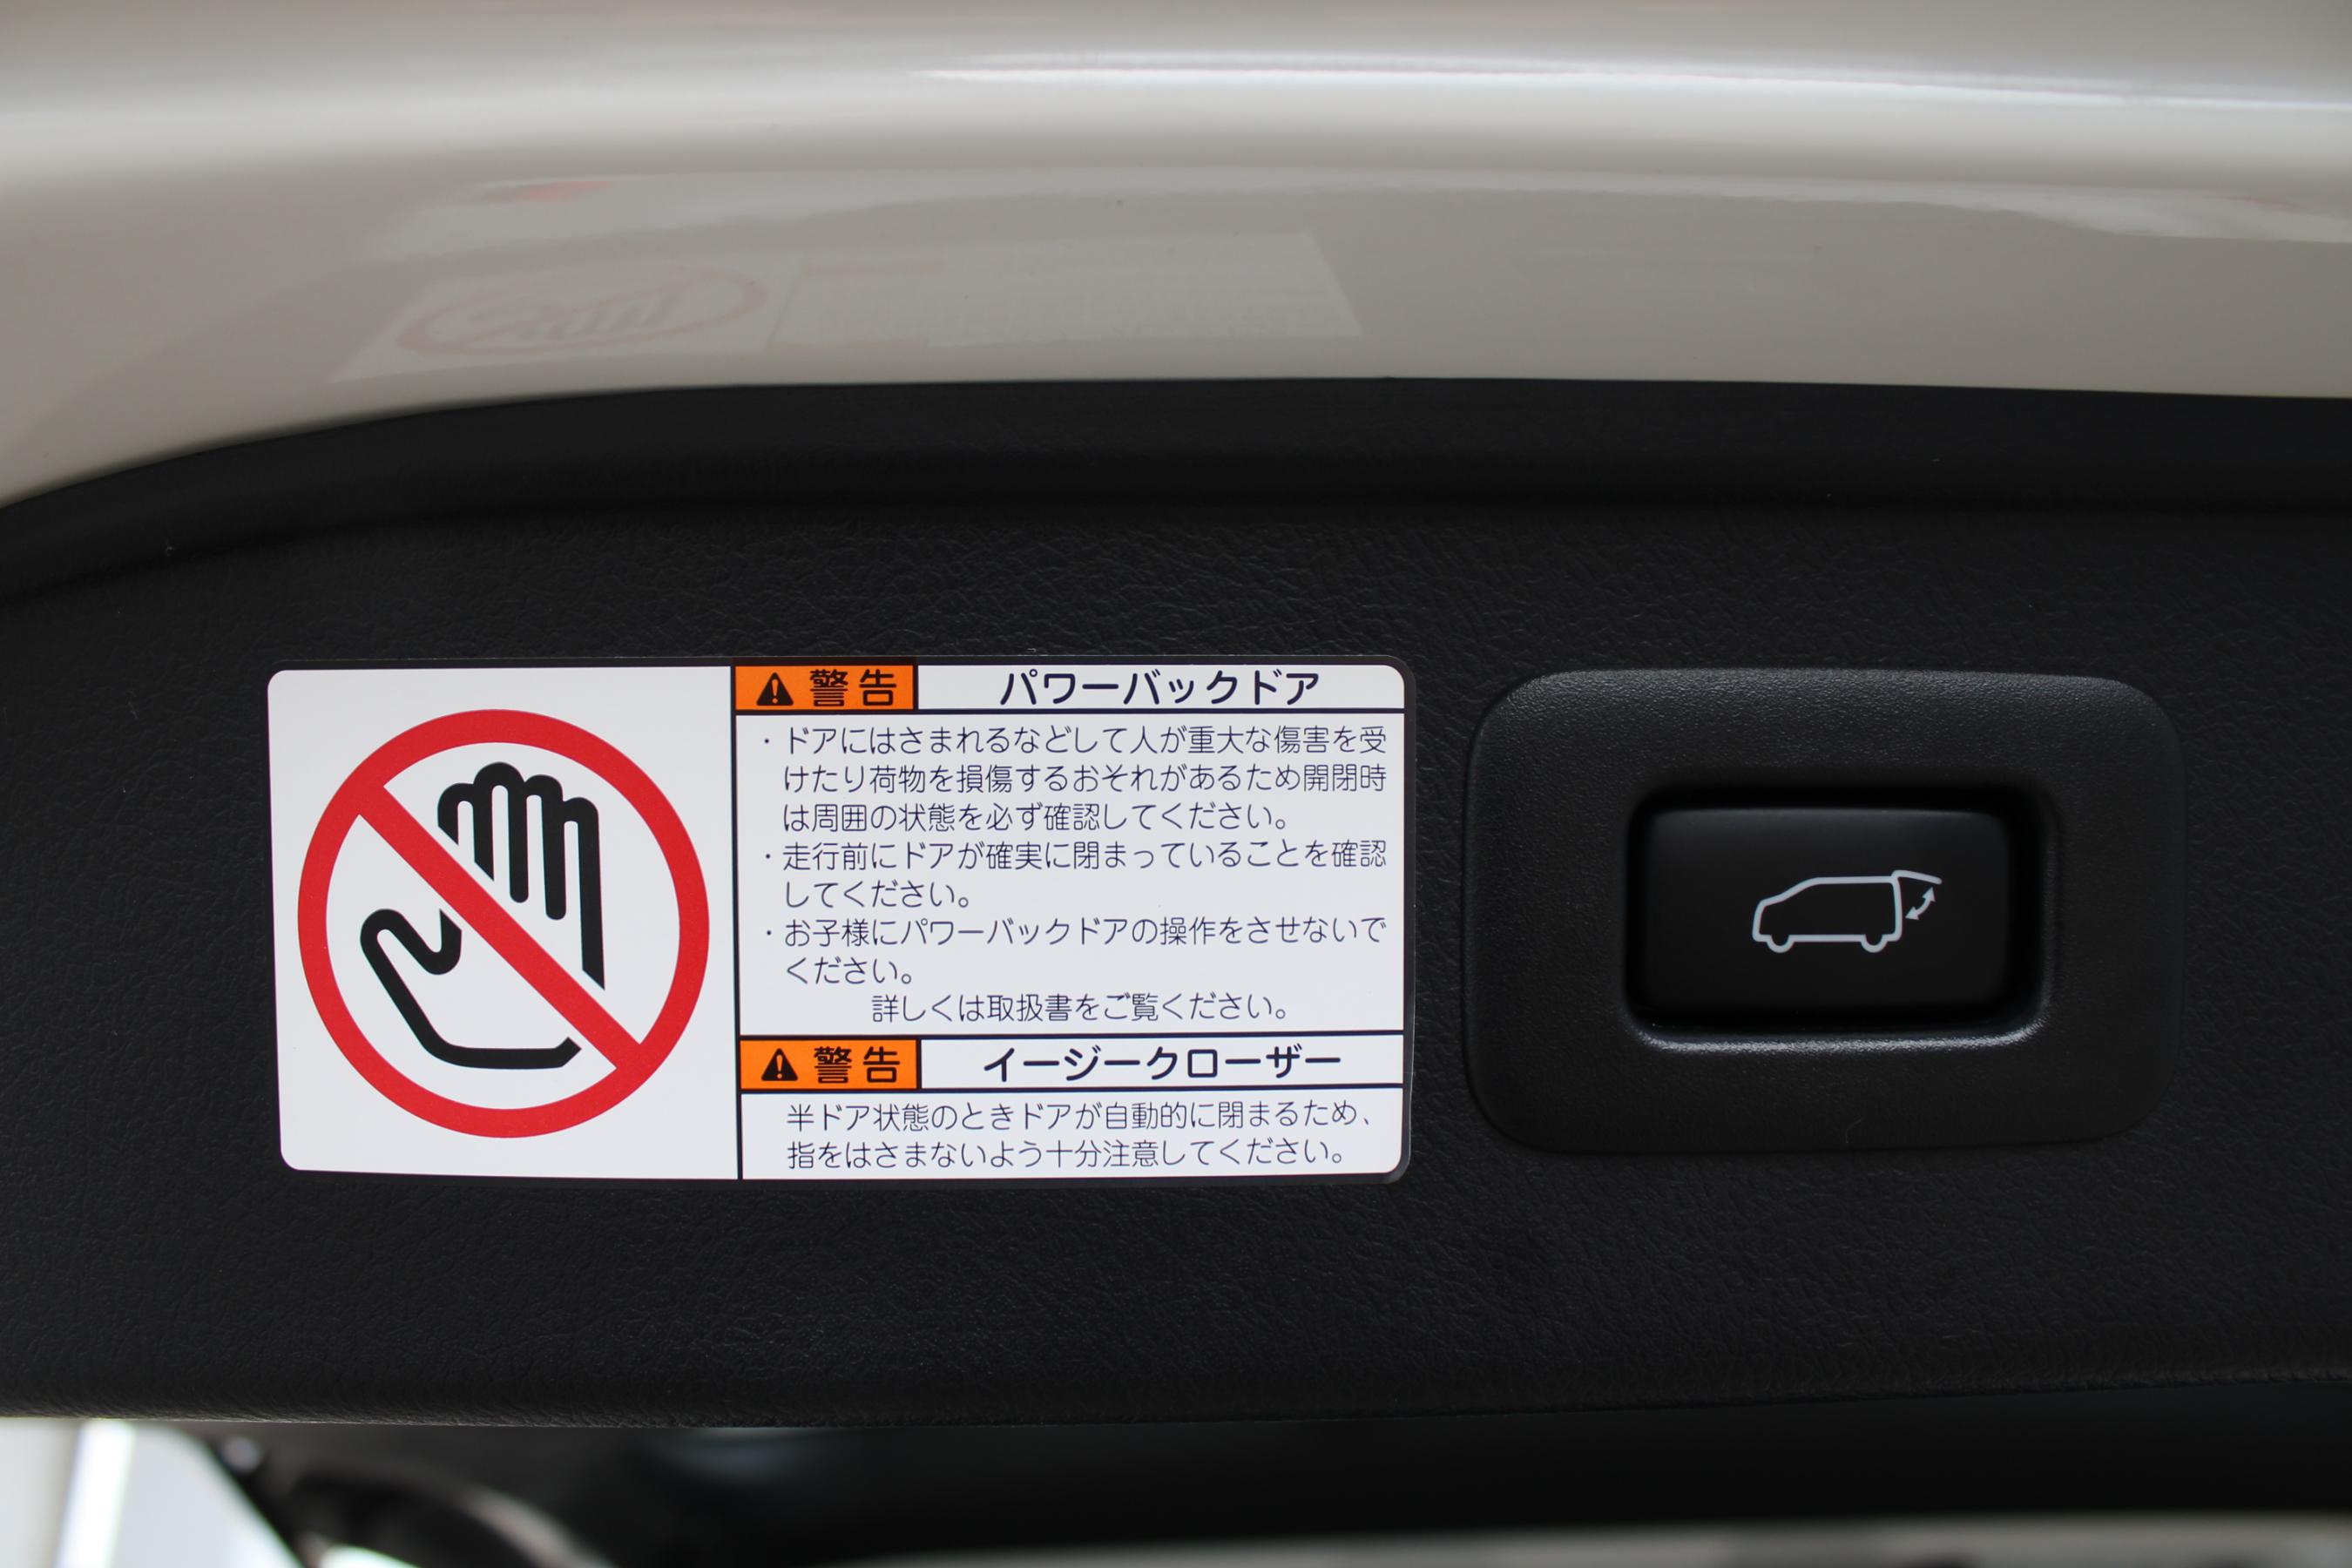 警告 パワーバックドア
・ドアにはさまれるなどして人が重大な傷害を受
けたり荷物を損傷するおそれがあるため開閉時
は周囲の状態を必ず確認してください。
・走行前にドアが確実に閉まっていることを確認
してください。
・お子様にパワーバックドアの操作をさせないで
ください。
詳しくは取扱書をご覧ください。
警告 イージークローザー
半ドア状態のときドアが自動的に閉まるため、
指をはさまないよう十分注意してください。